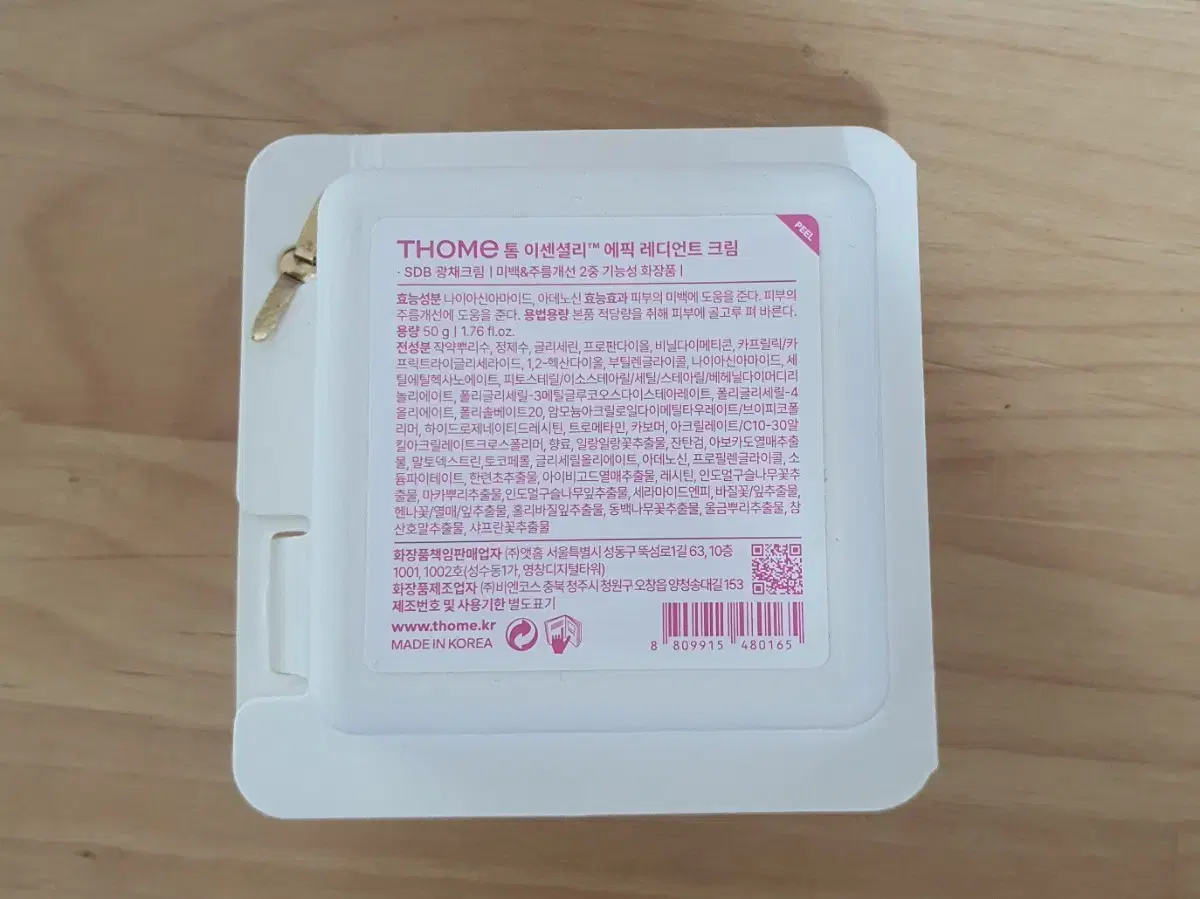 PEEL
THOME 톰 이센셜리™ 에픽 레디언트 크림
· SDB 광채크림 | 미백&주름개선 2중 기능성 화장품 |
효능성분 나이아신아마이드, 아데노신 효능효과 피부의 미백에 도움을 준다. 피부의
주름개선에 도움을 준다. 용법용량 본품 적당량을 취해 피부에 골고루 펴 바른다.
용량 50 g | 1.76 fl.oz.
전성분 작약뿌리수, 정제수, 글리세린, 프로판다이올, 비닐다이메티콘, 카프릴릭/카
프릭트라이글리세라이드, 1,2-헥산다이올, 부틸렌글라이콜, 나이아신아마이드, 세
틸에틸헥사노에이트, 피토스테릴/이소스테아릴/세틸/스테아릴/베헤닐다이머디리
놀리에이트, 폴리글리세릴-3메틸글루코오스다이스테아레이트, 폴리글리세릴-4
올리에이트, 폴리솔베이트20, 암모늄아크릴로일다이메틸타우레이트/브이피코폴
리머, 하이드로제네이티드레시틴, 트로메타민, 카보머, 아크릴레이트/C10-30알
킬아크릴레이트크로스폴리머, 향료, 일랑일랑꽃추출물, 잔탄검, 아보카도열매추출
물, 말토덱스트린, 토코페롤, 글리세릴올리에이트, 아데노신, 프로필렌글라이콜, 소
듐파이테이트, 한련초추출물, 아이비고드열매추출물, 레시틴, 인도멀구슬나무꽃추
출물, 마카뿌리추출물, 인도멀구슬나무잎추출물, 세라마이드엔피, 바질꽃/잎추출물,
헨나꽃/열매/잎추출물, 홀리바질잎추출물, 동백나무꽃추출물, 울금뿌리추출물, 참
산호말추출물, 샤프란꽃추출물
화장품책임판매업자 ㈜앳홈 서울특별시 성동구 뚝섬로1길 63, 10층
1001, 1002호(성수동1가, 영창디지털타워)
화장품제조업자 ㈜비엔코스 충북 청주시 청원구 오창읍 양청송대길 153
제조번호 및 사용기한 별도표기
www.thome.kr
MADE IN KOREA
8 809915 480165